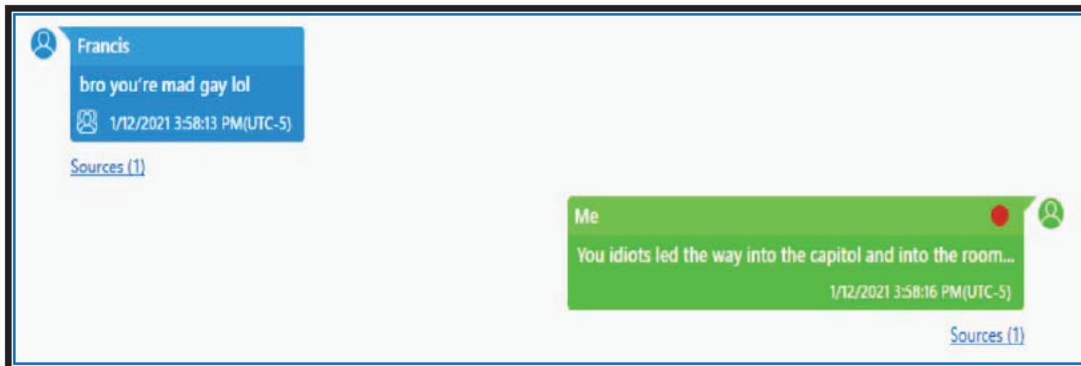 Francis
bro you're mad gay lol
1/12/2021 3:58:13 PM(UTC-5)
Sources (1)
Me
You idiots led the way into the capitol and into the room...
1/12/2021 3:58:16 PM(UTC-5)
Sources (1)